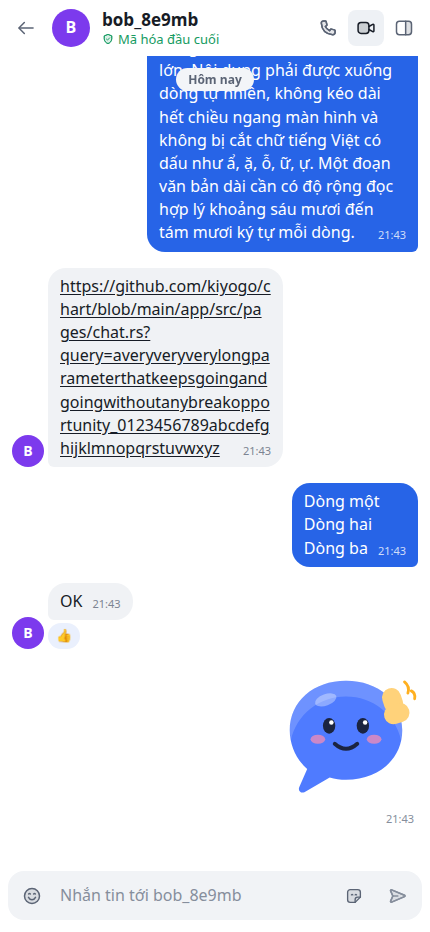 B
bob_8e9mb
Mã hóa đầu cuối
Hôm nay
phải được xuống
dòng tự nhiên, không kéo dài
hết chiều ngang màn hình và
không bị cắt chữ tiếng Việt có
dấu như ẩ, ặ, ỗ, ữ, ự. Một đoạn
văn bản dài cần có độ rộng đọc
hợp lý khoảng sáu mươi đến
tám mươi ký tự mỗi dòng. 21:43
https://github.com/kiyogo/c
hart/blob/main/app/src/pa
ges/chat.rs?
query=averyveryverylongpa
rameterthatkeepsgoingand
goingwithoutanybreakoppo
rtunity_0123456789abcdefg
hijklmnopqrstuvwxyz 21:43
B
Dòng một
Dòng hai
Dòng ba 21:43
OK 21:43
B
21:43
Nhắn tin tới bob_8e9mb